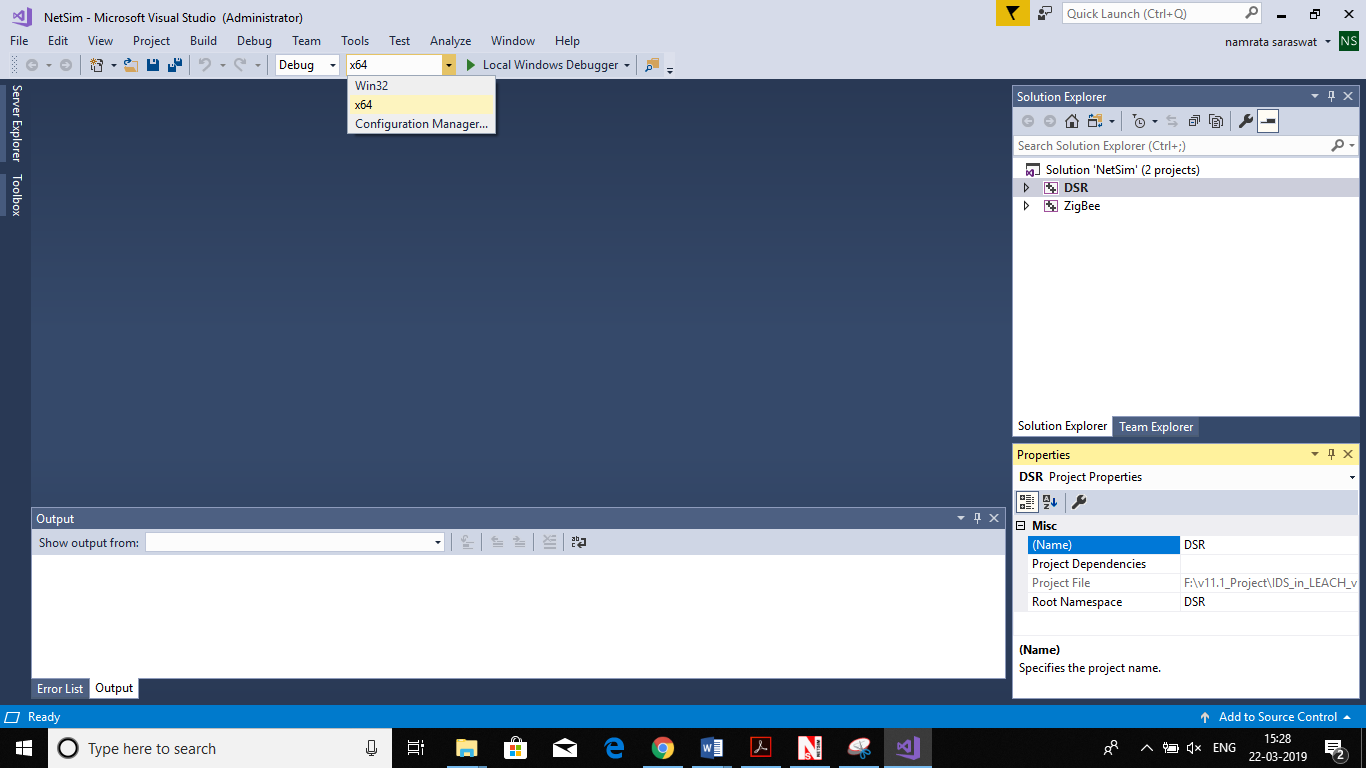 NetSim - Microsoft Visual Studio (Administrator)
Quick Launch (Ctrl+Q)
File Edit View Project Build Debug Team Tools Test Analyze Window Help
namrata saraswat NS
Debug x64 Local Windows Debugger
Win32
x64
Configuration Manager...
Server Explorer
Toolbox
Solution Explorer
Search Solution Explorer (Ctrl+;)
Solution 'NetSim' (2 projects)
DSR
ZigBee
Solution Explorer Team Explorer
Properties
DSR Project Properties
Misc
(Name) DSR
Project Dependencies
Project File F:\v11.1_Project\IDS_in_LEACH_v
Root Namespace DSR
(Name)
Specifies the project name.
Output
Show output from:
Error List Output
Ready
Add to Source Control
Type here to search
ENG
15:28
22-03-2019
2